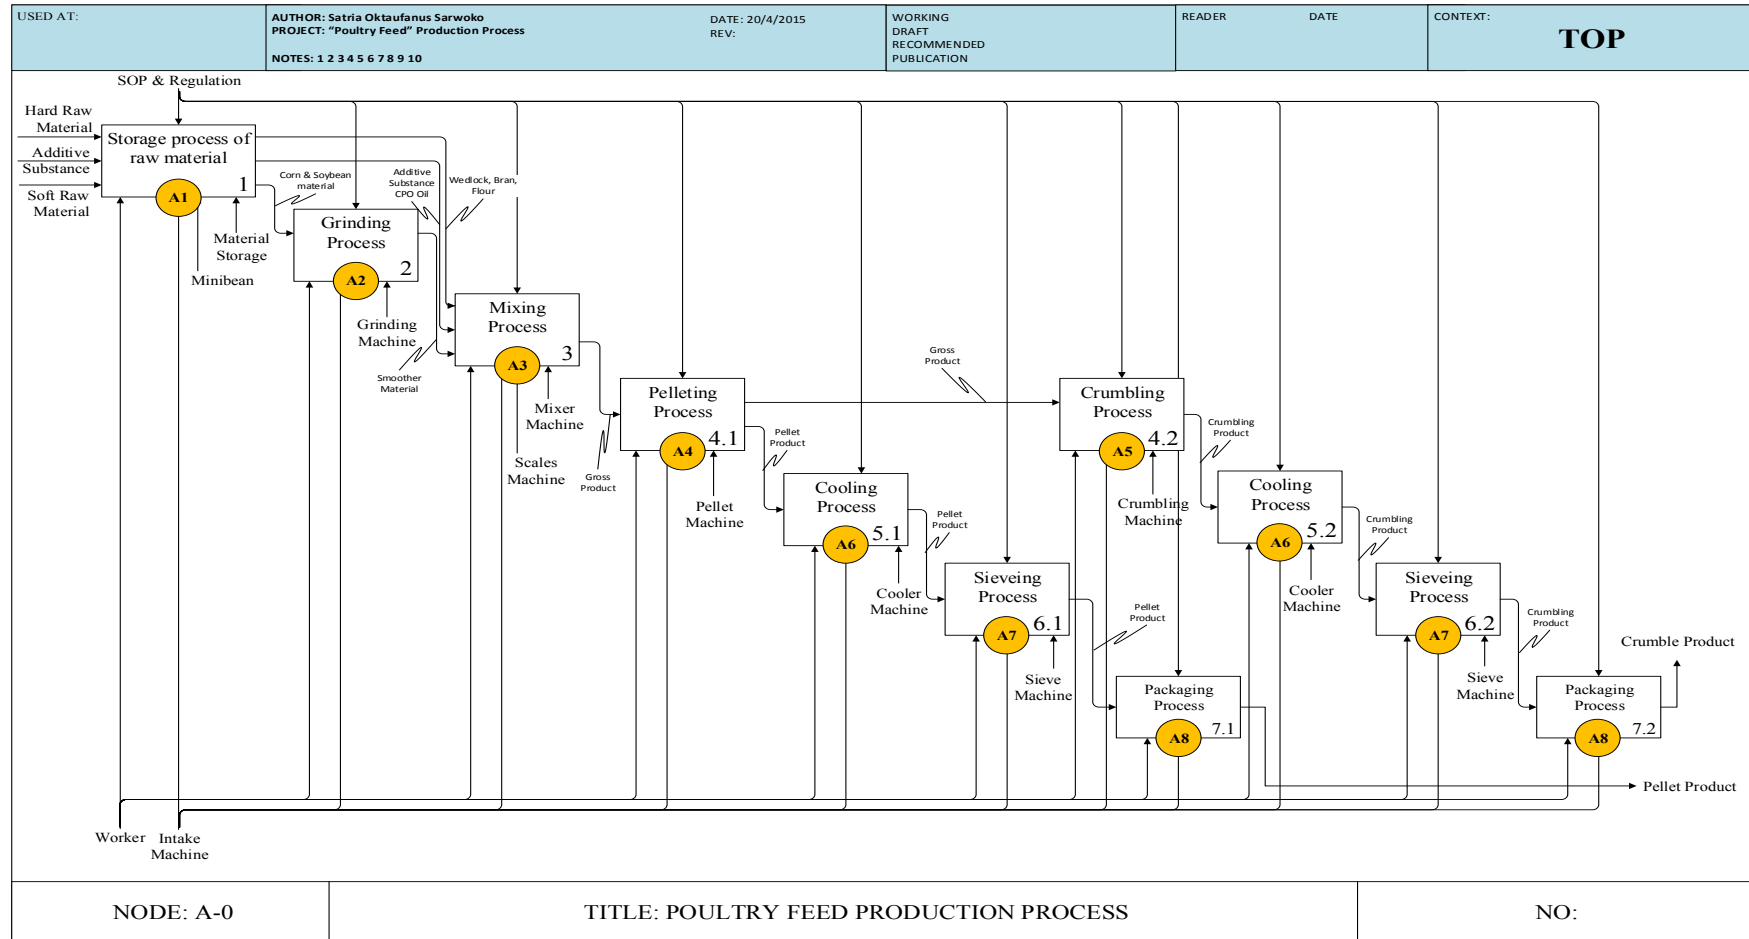 USED AT:
AUTHOR: Satria Oktaufanus Sarwoko
PROJECT: “Poultry Feed” Production Process
NOTES: 1 2 3 4 5 6 7 8 9 10
DATE: 20/4/2015
REV:
WORKING
DRAFT
RECOMMENDED
PUBLICATION
READER
DATE
CONTEXT:
TOP
SOP & Regulation
Hard Raw
Material
Additive
Substance
Soft Raw
Material
Storage process of
raw material
1
A1
Corn & Soybean
material
Additive
Substance
CPO Oil
Wedlock, Bran,
Flour
Material
Storage
Minibean
Grinding
Process
2
A2
Grinding
Machine
Smoother
Material
Mixing
Process
3
A3
Mixer
Machine
Scales
Machine
Gross
Product
Pelleting
Process
4.1
A4
Pellet
Machine
Pellet
Product
Gross
Product
Cooling
Process
5.1
A6
Cooler
Machine
Pellet
Product
Sieveing
Process
6.1
A7
Sieve
Machine
Pellet
Product
Crumbling
Process
4.2
A5
Crumbling
Machine
Crumbling
Product
Packaging
Process
7.1
A8
Cooling
Process
5.2
A6
Cooler
Machine
Crumbling
Product
Sieveing
Process
6.2
A7
Sieve
Machine
Crumbling
Product
Packaging
Process
7.2
A8
Crumble Product
Pellet Product
Worker
Intake
Machine
NODE: A-0
TITLE: POULTRY FEED PRODUCTION PROCESS
NO: